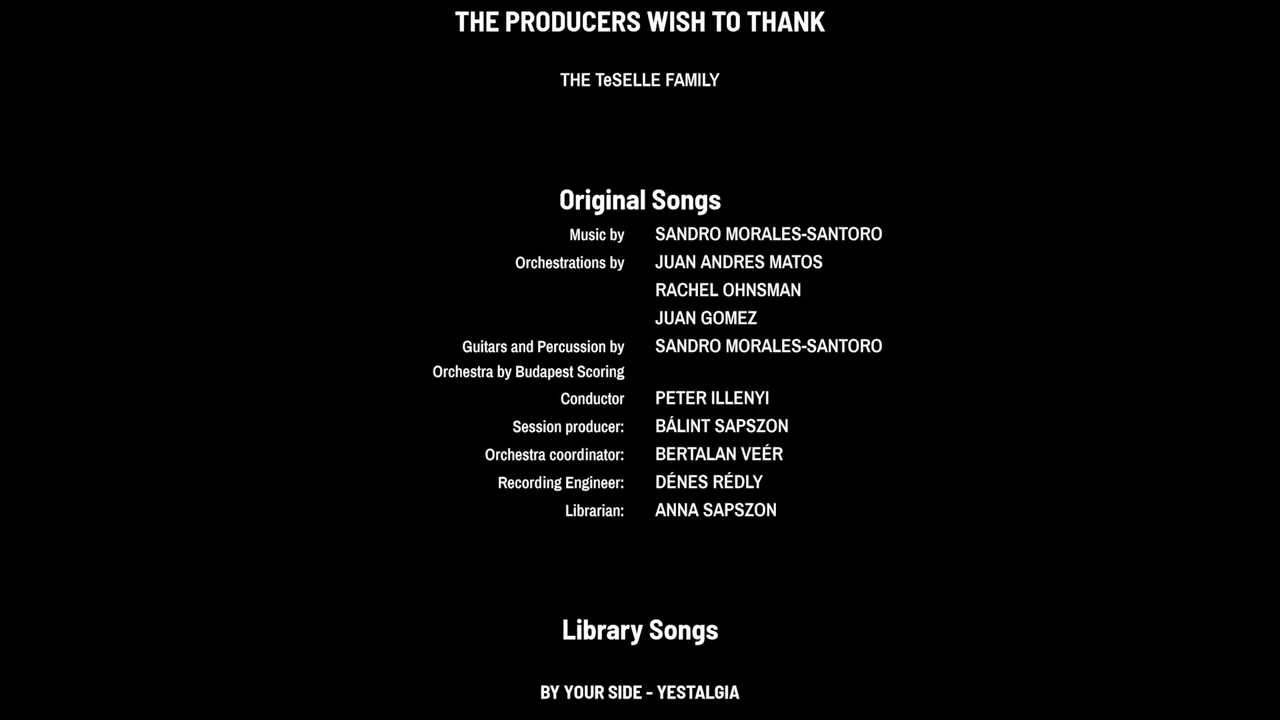 THE PRODUCERS WISH TO THANK
THE TeSELLE FAMILY
Original Songs
Music by SANDRO MORALES-SANTORO
Orchestrations by JUAN ANDRES MATOS
RACHEL OHNSMAN
JUAN GOMEZ
Guitars and Percussion by SANDRO MORALES-SANTORO
Orchestra by Budapest Scoring
Conductor PETER ILLENYI
Session producer: BÁLINT SAPSZON
Orchestra coordinator: BERTALAN VEÉR
Recording Engineer: DÉNES RÉDLY
Librarian: ANNA SAPSZON
Library Songs
BY YOUR SIDE - YESTALGIA